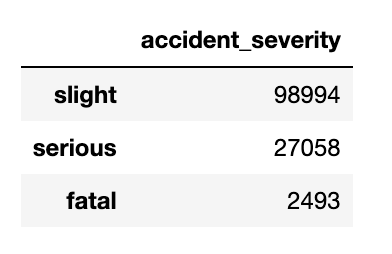 accident_severity
slight 98994
serious 27058
fatal 2493